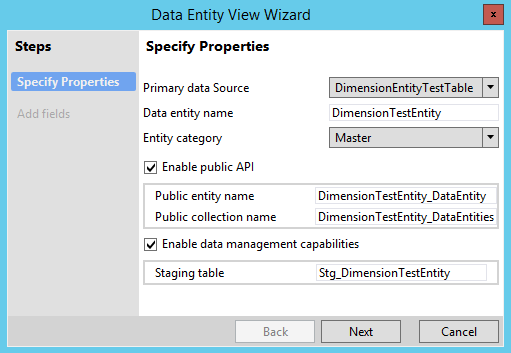 Data Entity View Wizard
x
Steps
Specify Properties
Add fields
Specify Properties
Primary data Source DimensionEntityTestTable
Data entity name DimensionTestEntity
Entity category Master
Enable public API
Public entity name DimensionTestEntity_DataEntity
Public collection name DimensionTestEntity_DataEntities
Enable data management capabilities
Staging table Stg_DimensionTestEntity
Back Next Cancel